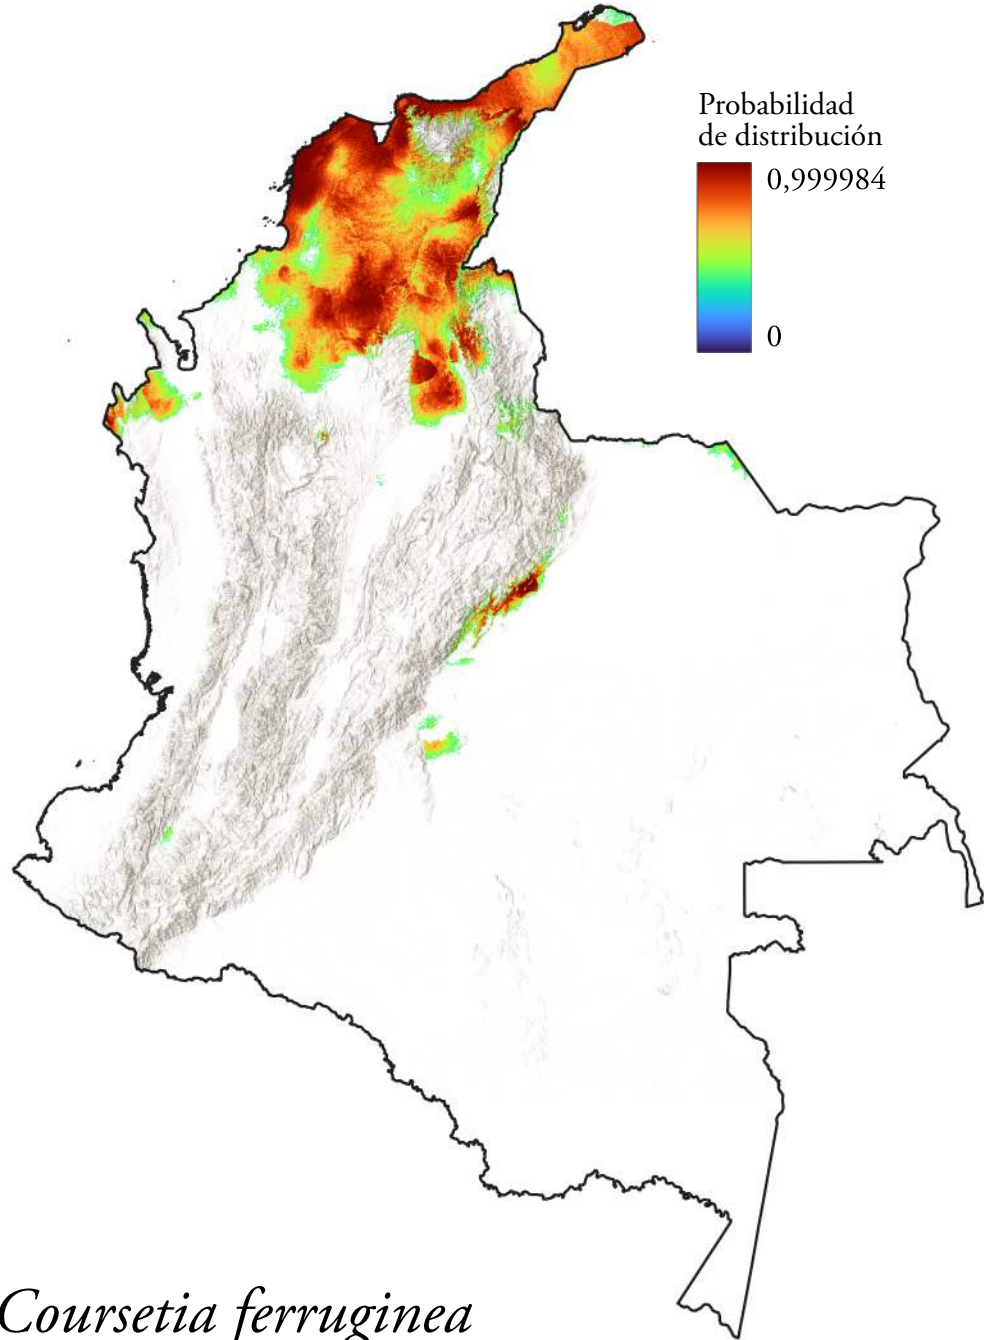 Probabilidad
de distribución
0,999984
0
Coursetia ferruginea